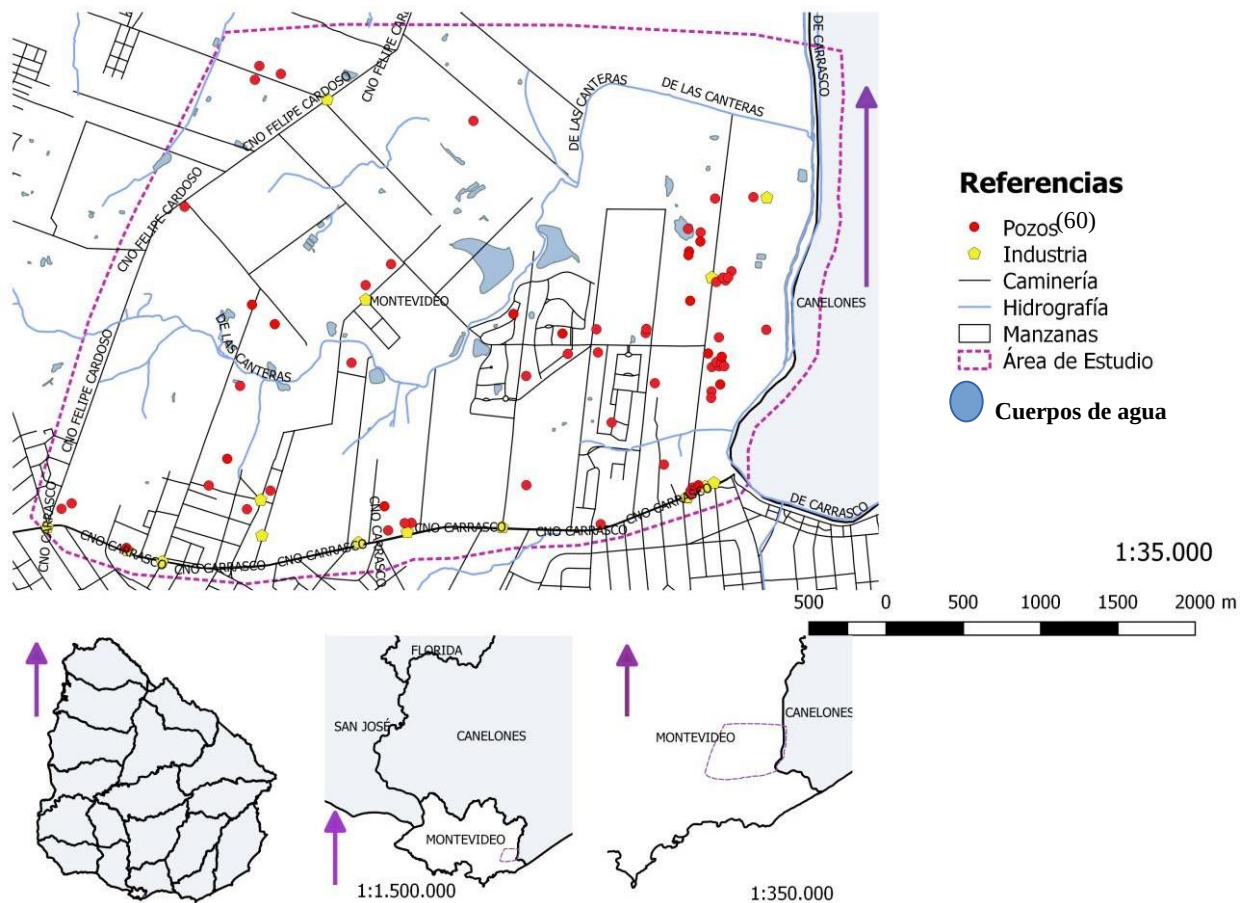 CNO FELIPE CARDOSO
CNO FELIPE CAR
DE LAS CANTERAS
DE LAS CANTERAS
DE CARRASCO
CNO FELIPE CARDOSO
MONTEVIDEO
CANELONES
DE LAS CANTERAS
CNO FELIPE CARDOSO
CNO CARRASCO
CNO CARRASCO
CNO CARRASCO
CNO CARRASCO
CNO CARRASCO
CNO CARRASCO
CNO CARRASCO
CNO CARRASCO
CNO CARRASCO
DE CARRASCO
Referencias
Pozos(60)
Industria
Caminería
Hidrografía
Manzanas
Área de Estudio
Cuerpos de agua
1:35.000
500 0 500 1000 1500 2000 m
FLORIDA
SAN JOSÉ
CANELONES
MONTEVIDEO
1:1.500.000
MONTEVIDEO
CANELONES
1:350.000